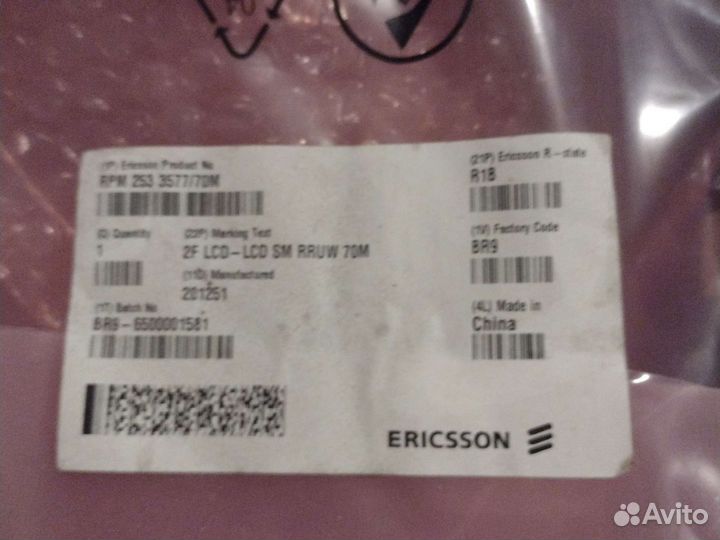 04
(1P) Ericsson Product No
RPM 253 3577/70M
(21P) Ericsson R-state
R1B
(Q) Quantity
1
(22P) Marking Text
2F LCD-LCD SM RRUW 70M
(1V) Factory Code
BR9
(11D) Manufactured
201251
(1T) Batch No
BR9-6500001581
(4L) Made in
China
ERICSSON
Avito